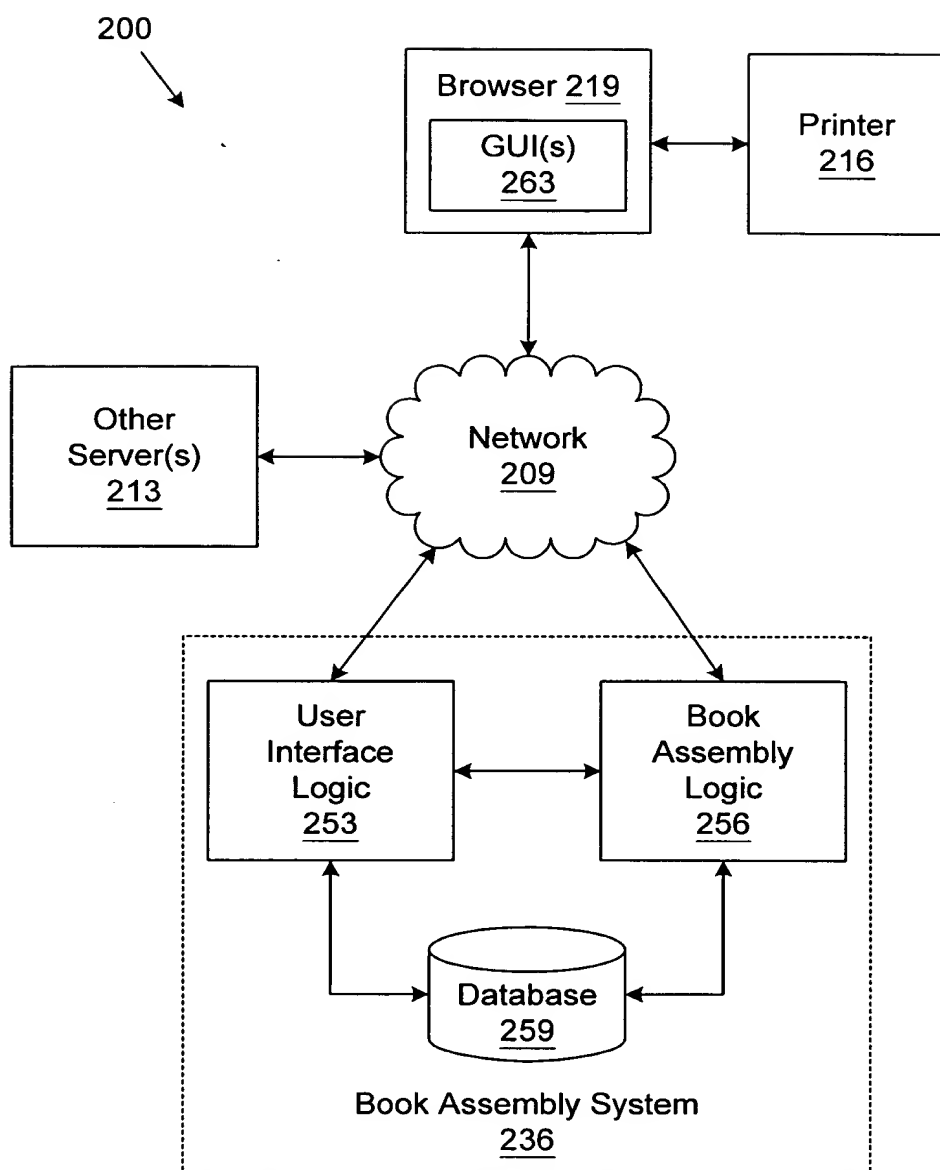 200
Browser 219
GUI(s)
263
Printer
216
Other
Server(s)
213
Network
209
User
Interface
Logic
253
Book
Assembly
Logic
256
Database
259
Book Assembly System
236